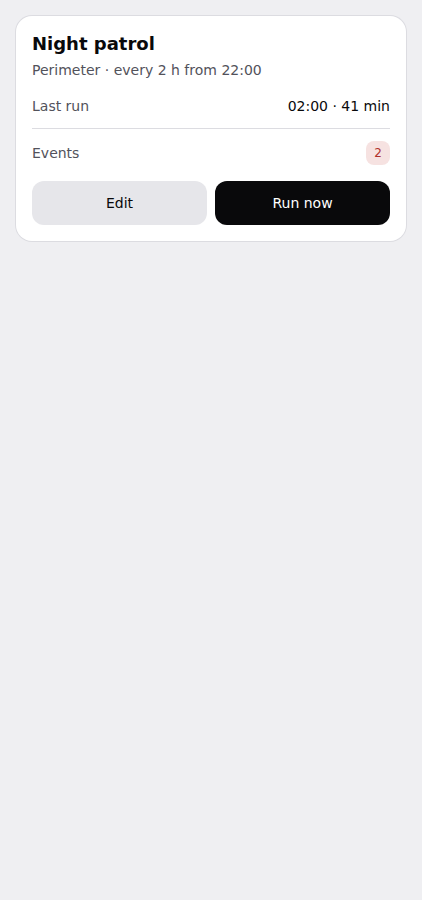 Night patrol
Perimeter · every 2 h from 22:00
Last run 02:00 · 41 min
Events 2
Edit Run now